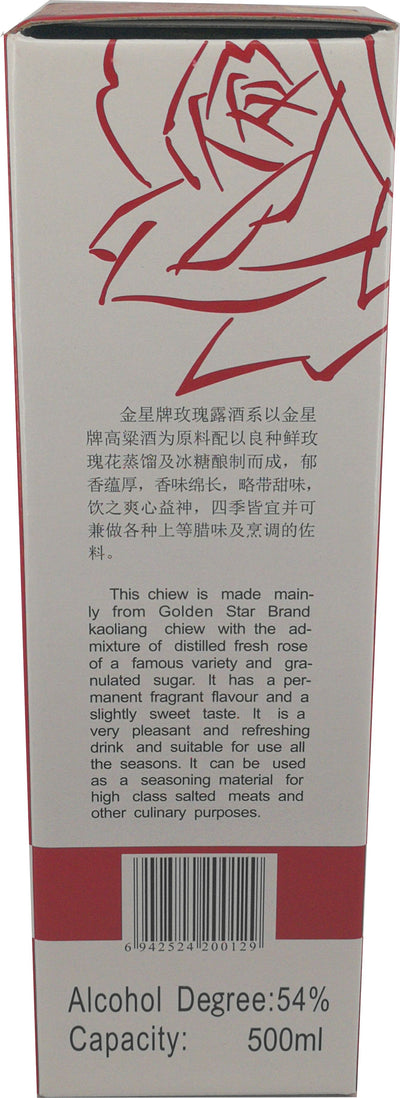 金星牌玫瑰露酒系以金星
牌高粱酒为原料配以良种鲜玫
瑰花蒸馏及冰糖酿制而成，郁
香蕴厚，香味绵长，略带甜味，
饮之爽心益神，四季皆宜并可
兼做各种上等腊味及烹调的佐
料。
This chiew is made main-
ly from Golden Star Brand
kaoliang chiew with the ad-
mixture of distilled fresh rose
of a famous variety and gra-
nulated sugar. It has a per-
manent fragrant flavour and a
slightly sweet taste. It is a
very pleasant and refreshing
drink and suitable for use all
the seasons. It can be used
as a seasoning material for
high class salted meats and
other culinary purposes.
6 942524 200129
Alcohol Degree:54%
Capacity: 500ml